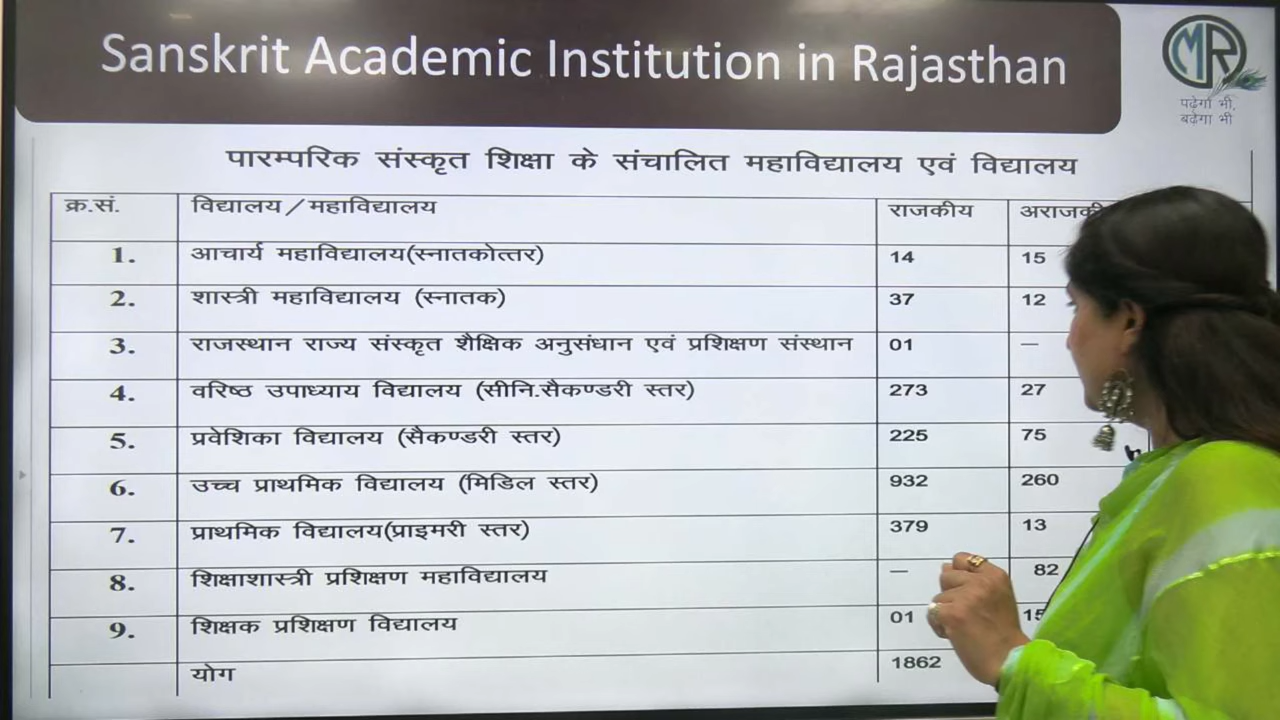 Sanskrit Academic Institution in Rajasthan
MR
पढ़ेगा भी,
बढ़ेगा भी
पारम्परिक संस्कृत शिक्षा के संचालित महाविद्यालय एवं विद्यालय
क्र.सं. विद्यालय/महाविद्यालय राजकीय
1. आचार्य महाविद्यालय(स्नातकोत्तर) 14 15
2. शास्त्री महाविद्यालय (स्नातक) 37 12
3. राजस्थान राज्य संस्कृत शैक्षिक अनुसंधान एवं प्रशिक्षण संस्थान 01 –
4. वरिष्ठ उपाध्याय विद्यालय (सीनि.सैकण्डरी स्तर) 273 27
5. प्रवेशिका विद्यालय (सैकण्डरी स्तर) 225 75
6. उच्च प्राथमिक विद्यालय (मिडिल स्तर) 932 260
7. प्राथमिक विद्यालय(प्राइमरी स्तर) 379 13
8. शिक्षाशास्त्री प्रशिक्षण महाविद्यालय – 82
9. शिक्षक प्रशिक्षण विद्यालय 01
योग 1862